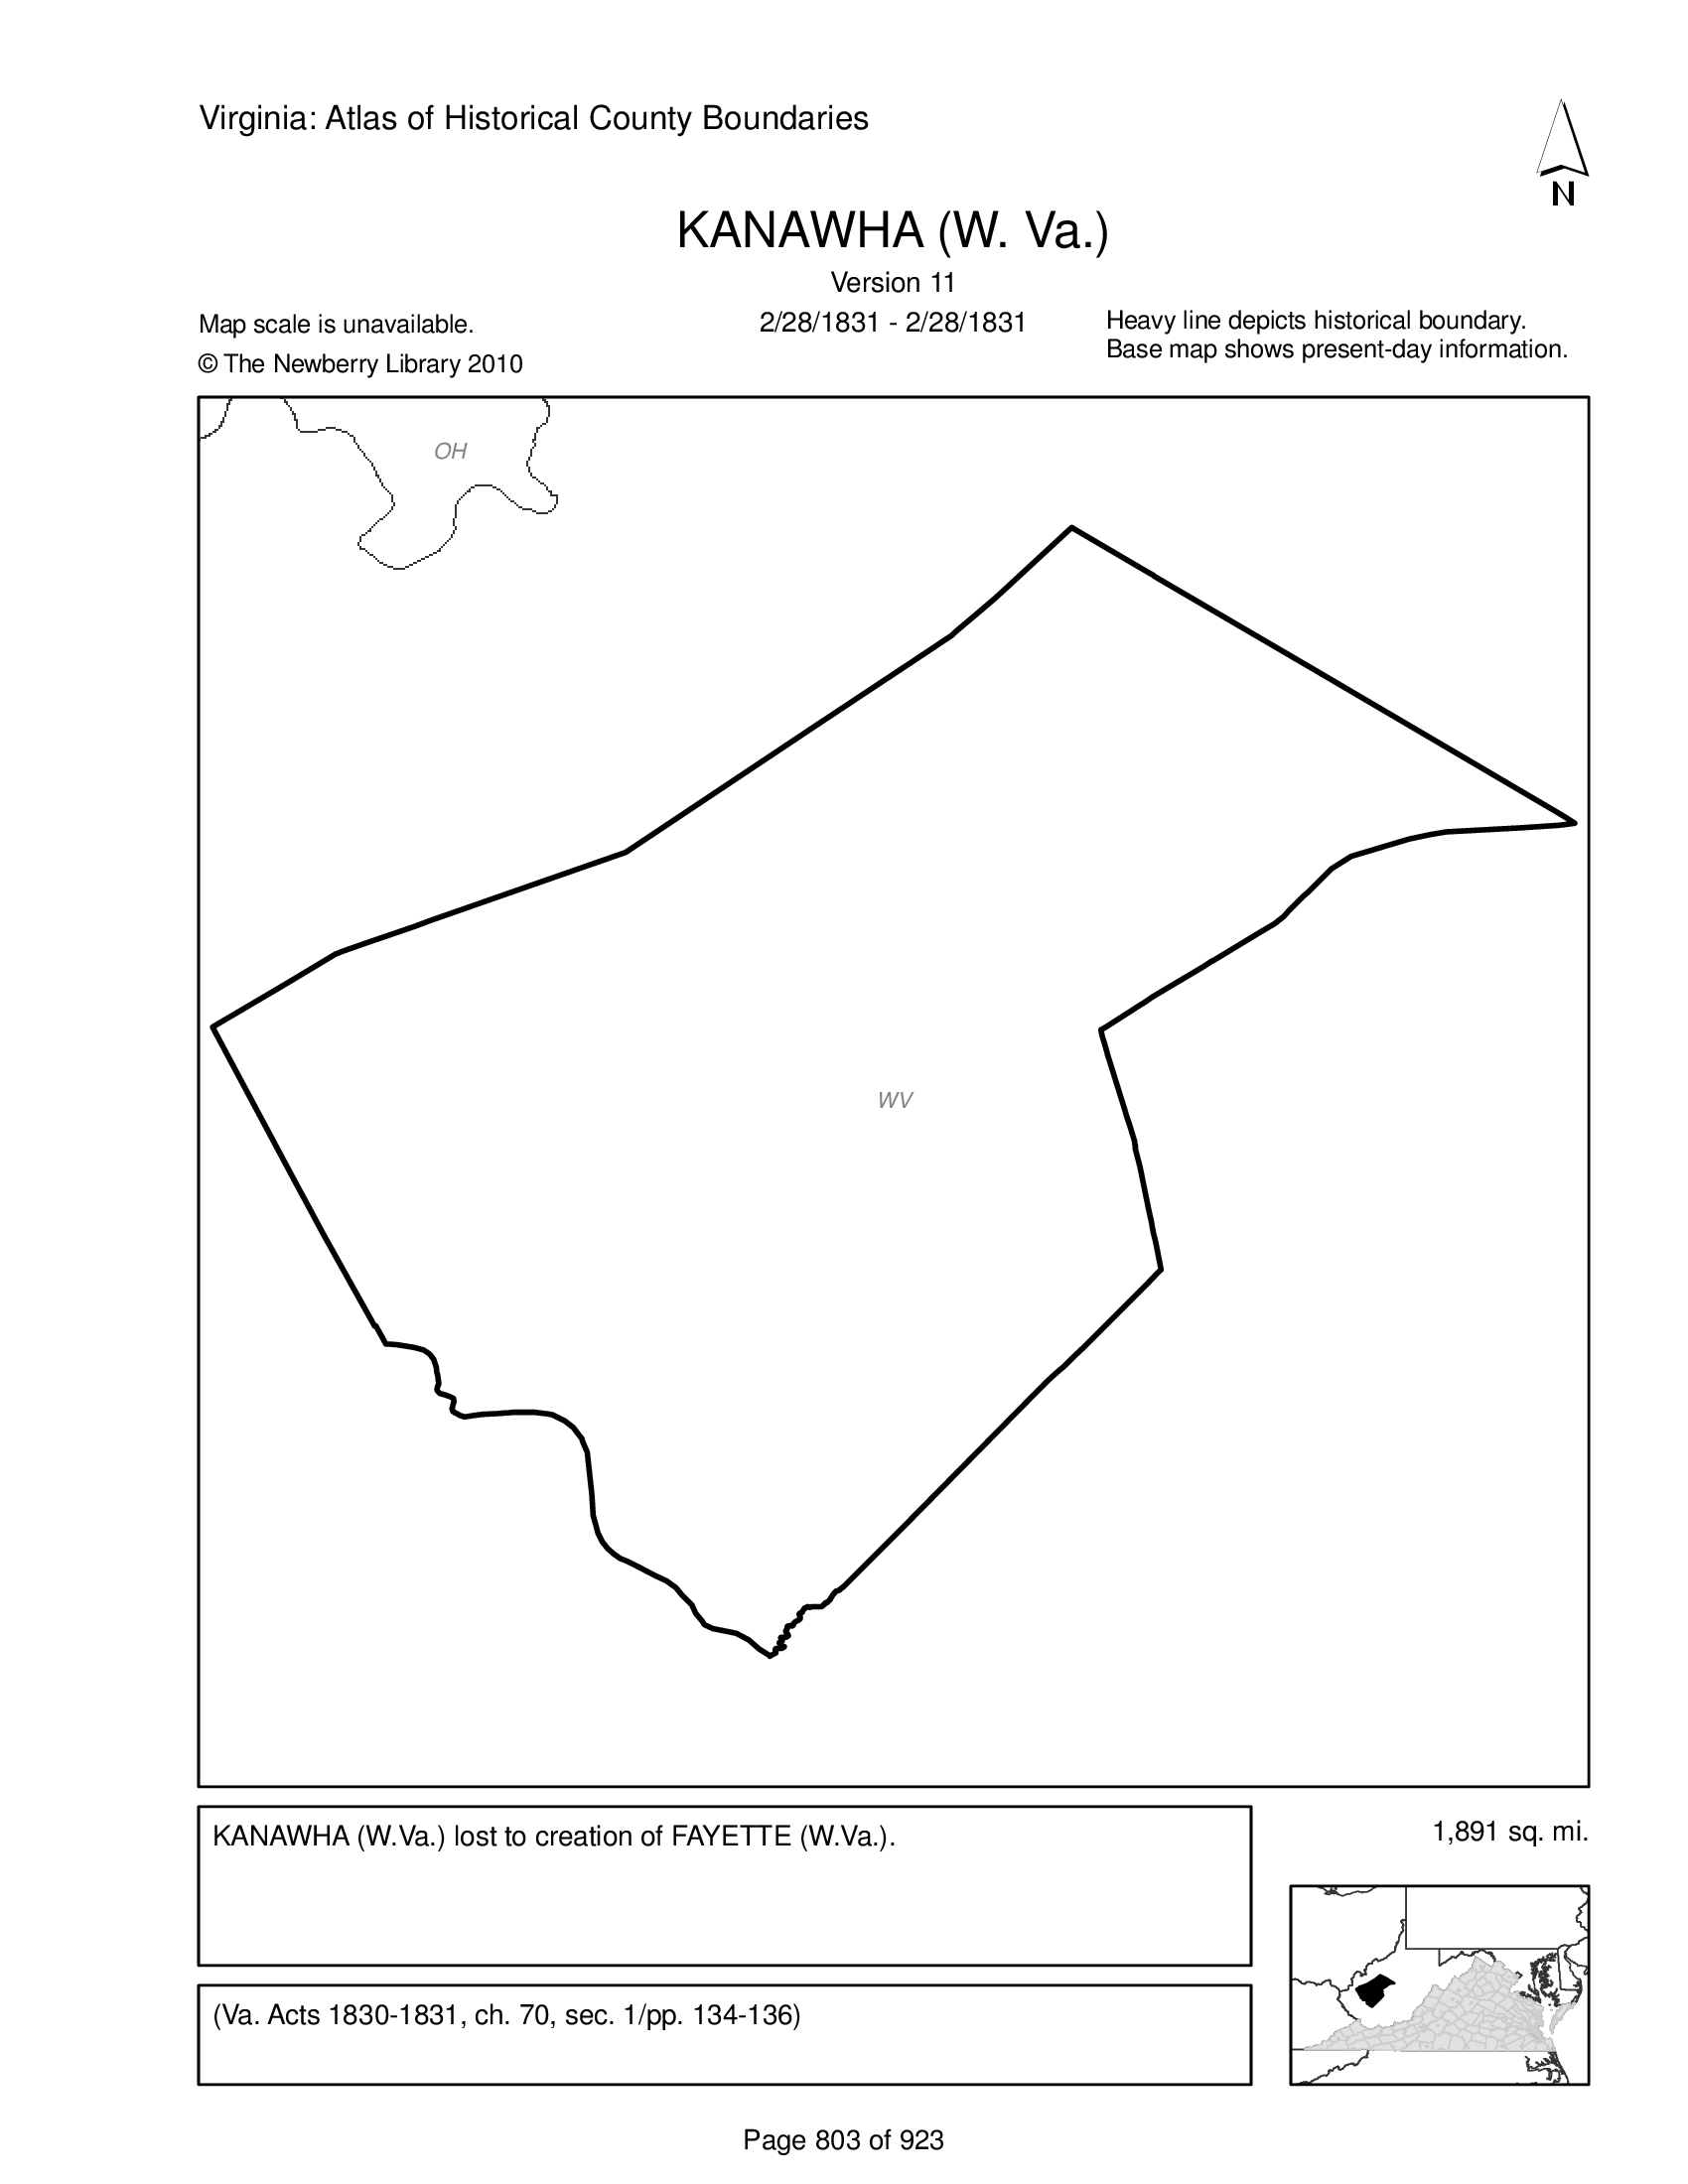 Virginia: Atlas of Historical County Boundaries
N
KANAWHA (W. Va.)
Version 11
2/28/1831 - 2/28/1831
Map scale is unavailable.
© The Newberry Library 2010
Heavy line depicts historical boundary.
Base map shows present-day information.
OH
WV
KANAWHA (W.Va.) lost to creation of FAYETTE (W.Va.).
1,891 sq. mi.
(Va. Acts 1830-1831, ch. 70, sec. 1/pp. 134-136)
Page 803 of 923